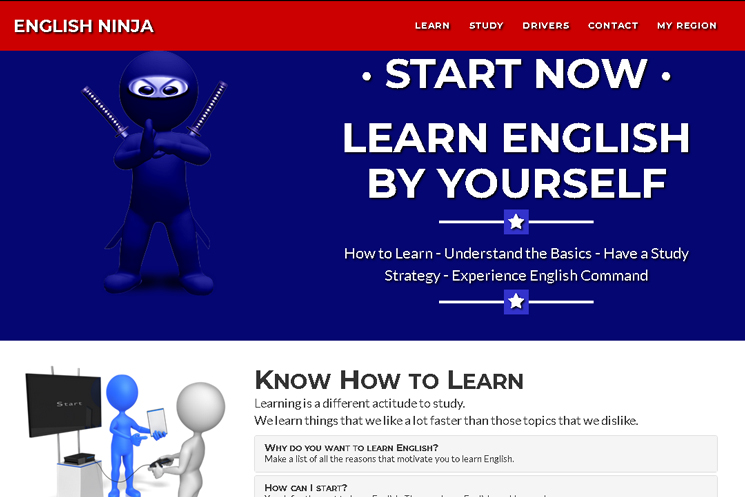 ENGLISH NINJA
LEARN STUDY DRIVERS CONTACT MY REGION
• START NOW •
LEARN ENGLISH
BY YOURSELF
How to Learn - Understand the Basics - Have a Study
Strategy - Experience English Command
Start
Know How to Learn
Learning is a different actitude to study.
We learn things that we like a lot faster than those topics that we dislike.
Why do you want to learn English?
Make a list of all the reasons that motivate you to learn English.
How can I start?